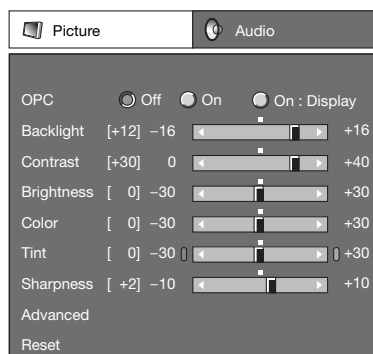 Picture Audio
OPC Off On On : Display
Backlight [+12] –16 +16
Contrast [+30] 0 +40
Brightness [ 0] –30 +30
Color [ 0] –30 +30
Tint [ 0] –30 +30
Sharpness [ +2] –10 +10
Advanced
Reset